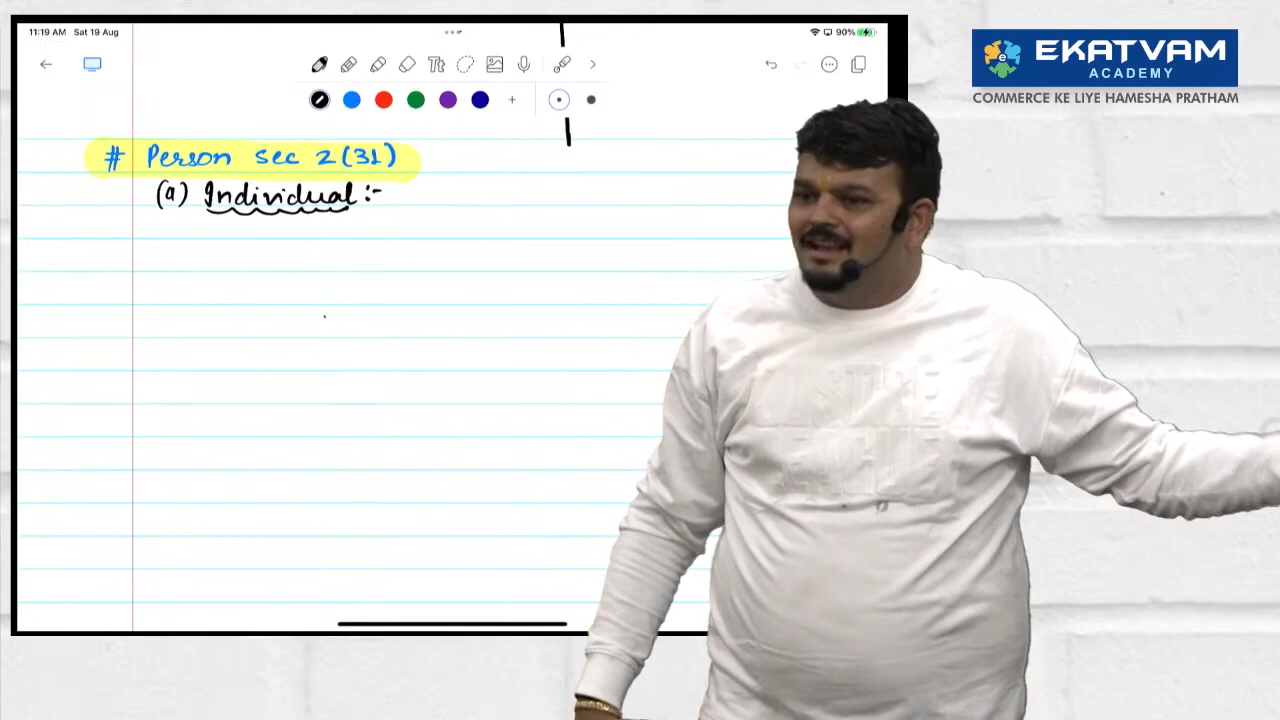 11:19 AM Sat 19 Aug
90%
EKATVAM
ACADEMY
COMMERCE KE LIYE HAMESHA PRATHAM
Tt
# Person sec 2(31)
(a) Individual :-